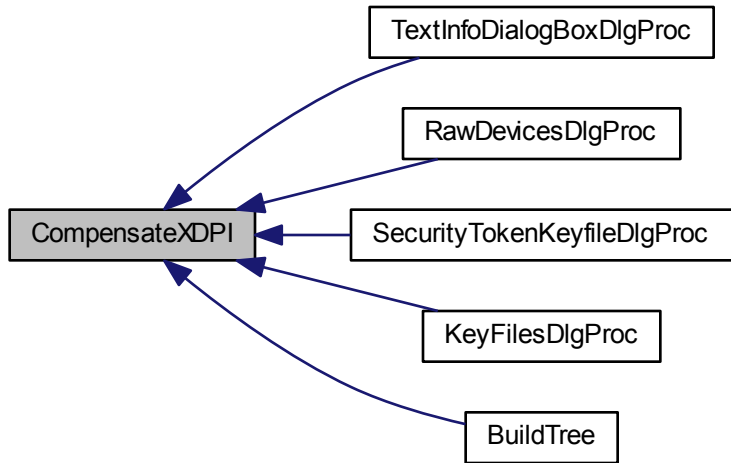 TextInfoDialogBoxDlgProc
RawDevicesDlgProc
CompensateXDPI
SecurityTokenKeyfileDlgProc
KeyFilesDlgProc
BuildTree